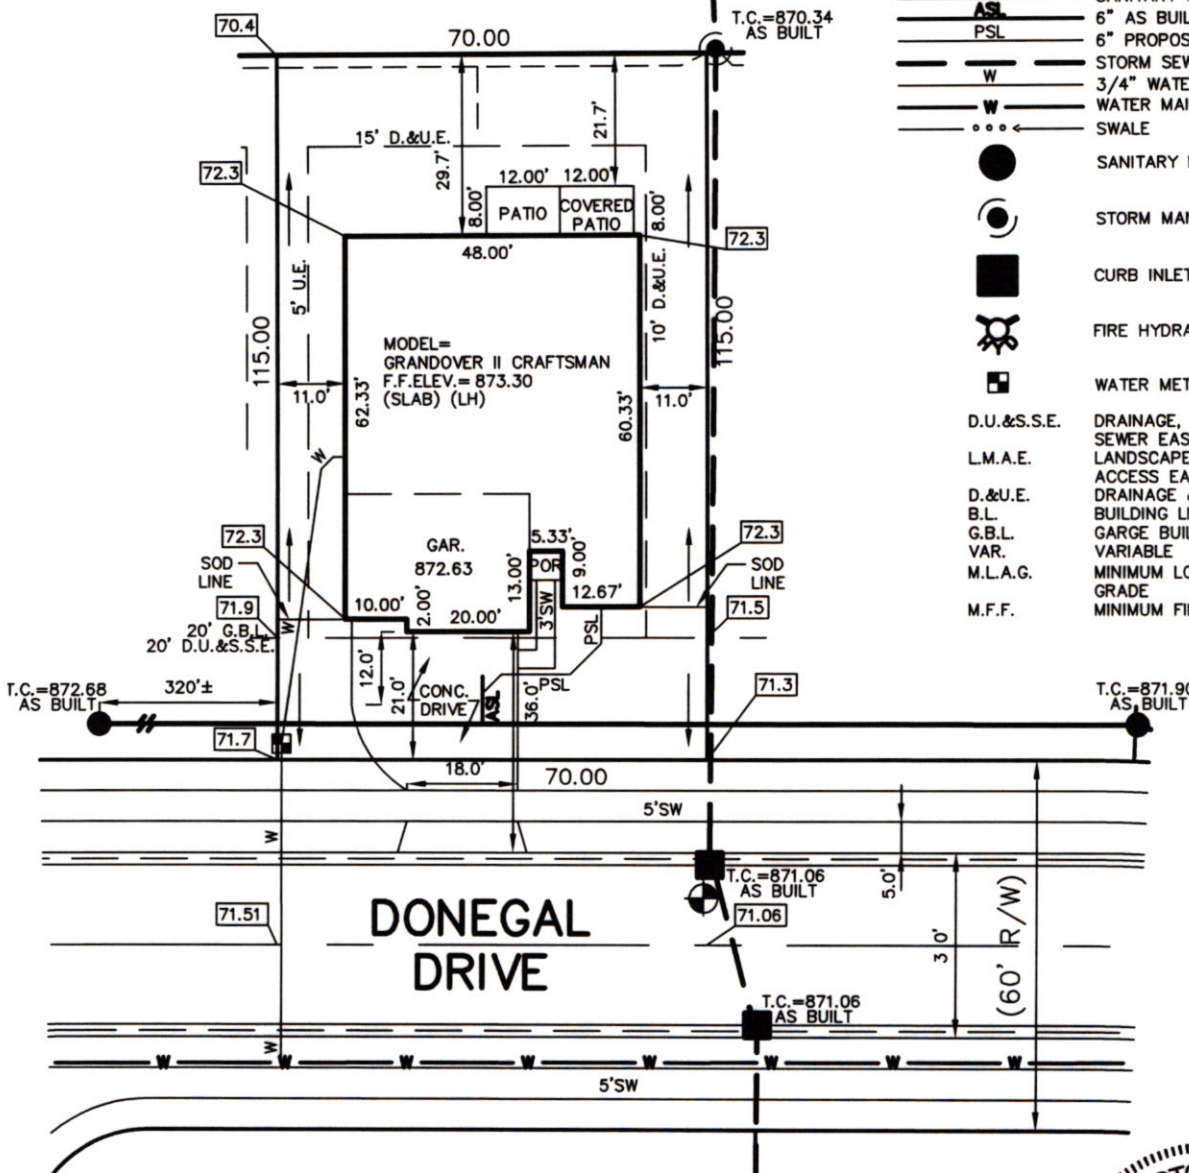 70.4
70.00
T.C.=870.34
AS BUILT
ASL
6" AS BUIL
PSL
6" PROPOS
STORM SEW
W
3/4" WATE
W
WATER MAI
SWALE
SANITARY
STORM MAN
CURB INLET
FIRE HYDRA
WATER MET
D.U.&S.S.E.
DRAINAGE,
SEWER EAS
L.M.A.E.
LANDSCAPE
ACCESS EA
D.&U.E.
DRAINAGE
B.L.
BUILDING LI
G.B.L.
GARGE BUIL
VAR.
VARIABLE
M.L.A.G.
MINIMUM LO
GRADE
M.F.F.
MINIMUM FI
15' D.&U.E.
29.7'
21.7'
72.3
12.00'
12.00'
8.00'
PATIO
COVERED
PATIO
8.00'
72.3
48.00'
5' U.E.
10' D.&U.E.
115.00
115.00
MODEL=
GRANDOVER II CRAFTSMAN
F.F.ELEV.= 873.30
(SLAB) (LH)
11.0'
62.33'
60.33'
11.0'
W
72.3
GAR.
872.63
5.33'
POR
13.00'
9.00'
72.3
SOD
LINE
SOD
LINE
71.9
10.00'
2.00'
20.00'
3'SW
12.67'
PSL
71.5
20' G.B.L.
20' D.U.&S.S.E.
W
12.0'
21.0'
CONC.
DRIVE
ASL
36.0'
PSL
T.C.=872.68
AS BUILT
320'±
71.3
T.C.=871.90
AS BUILT
71.7
18.0'
70.00
W
5'SW
5.0'
T.C.=871.06
AS BUILT
71.51
DONEGAL
DRIVE
71.06
3 0'
(60' R/W)
T.C.=871.06
AS BUILT
W
W W W W W W W W
5'SW